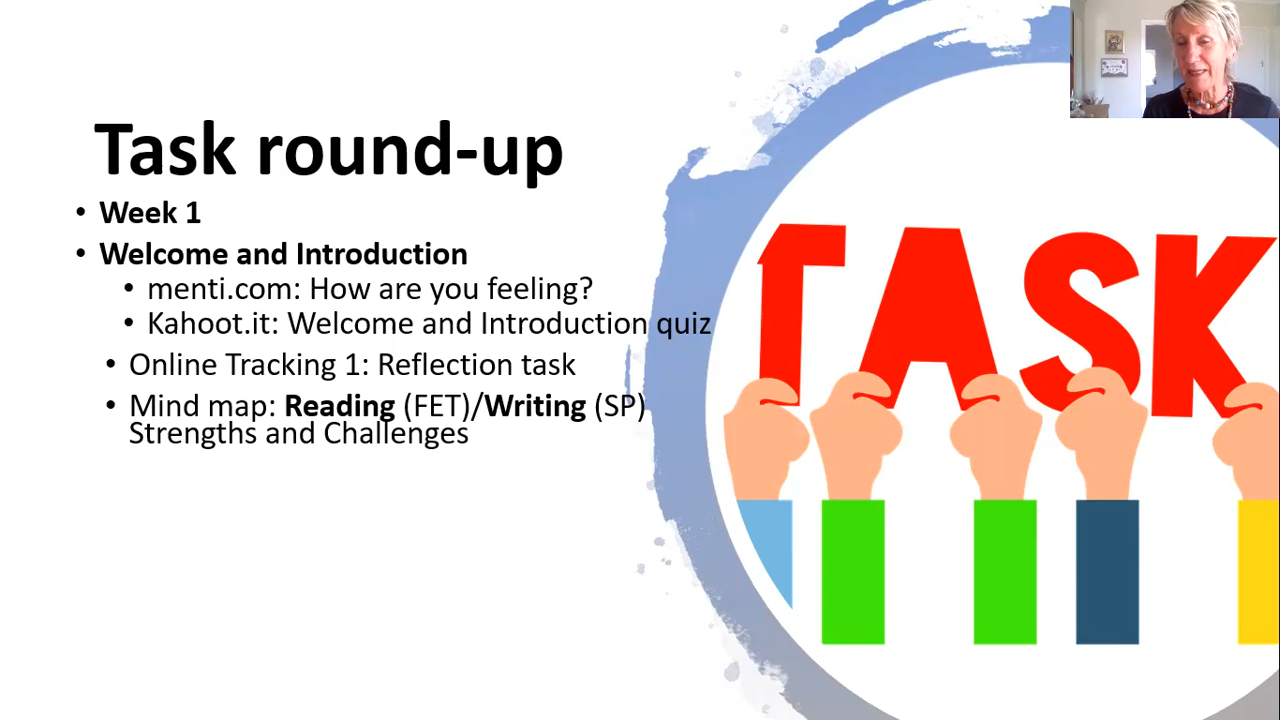 Task round-up
• Week 1
• Welcome and Introduction
• menti.com: How are you feeling?
• Kahoot.it: Welcome and Introduction quiz
• Online Tracking 1: Reflection task
• Mind map: Reading (FET)/Writing (SP)
Strengths and Challenges
TASK